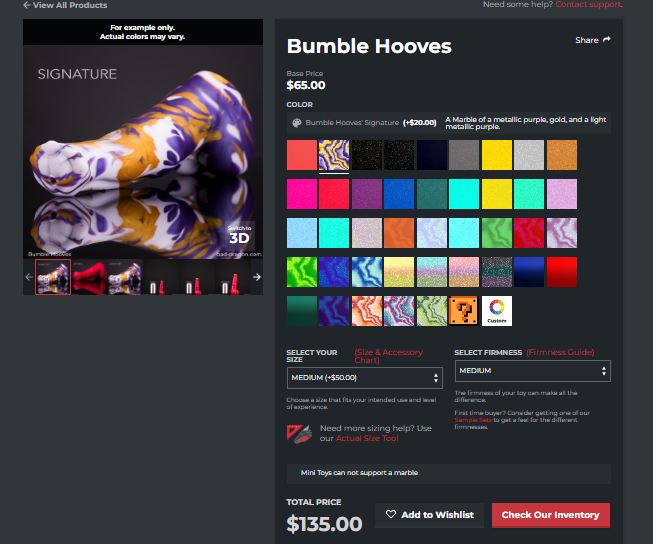 View All Products
Need some help? Contact support.
For example only.
Actual colors may vary.
SIGNATURE
Switch to
3D
Bumble Hooves
bad-dragon.com
Bumble Hooves
Share
Base Price
$65.00
COLOR
Bumble Hooves' Signature (+$20.00)
A Marble of a metallic purple, gold, and a light
metallic purple.
?
Custom
SELECT YOUR
SIZE
(Size & Accessory
Chart)
MEDIUM (+$50.00)
Choose a size that fits your intended use and level
of experience.
Need more sizing help? Use
our Actual Size Tool
SELECT FIRMNESS (Firmness Guide)
MEDIUM
The firmness of your toy can make all the
difference.
First time buyer? Consider getting one of our
Sample Sets to get a feel for the different
firmnesses.
Mini Toys can not support a marble
TOTAL PRICE
$135.00
Add to Wishlist
Check Our Inventory